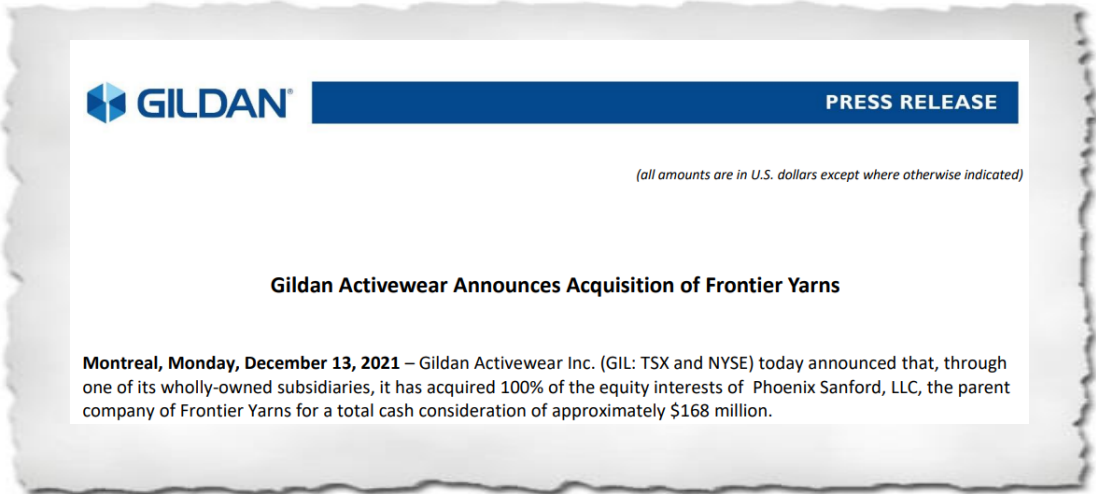 GILDAN®
PRESS RELEASE
(all amounts are in U.S. dollars except where otherwise indicated)
Gildan Activewear Announces Acquisition of Frontier Yarns
Montreal, Monday, December 13, 2021 – Gildan Activewear Inc. (GIL: TSX and NYSE) today announced that, through
one of its wholly-owned subsidiaries, it has acquired 100% of the equity interests of  Phoenix Sanford, LLC, the parent
company of Frontier Yarns for a total cash consideration of approximately $168 million.